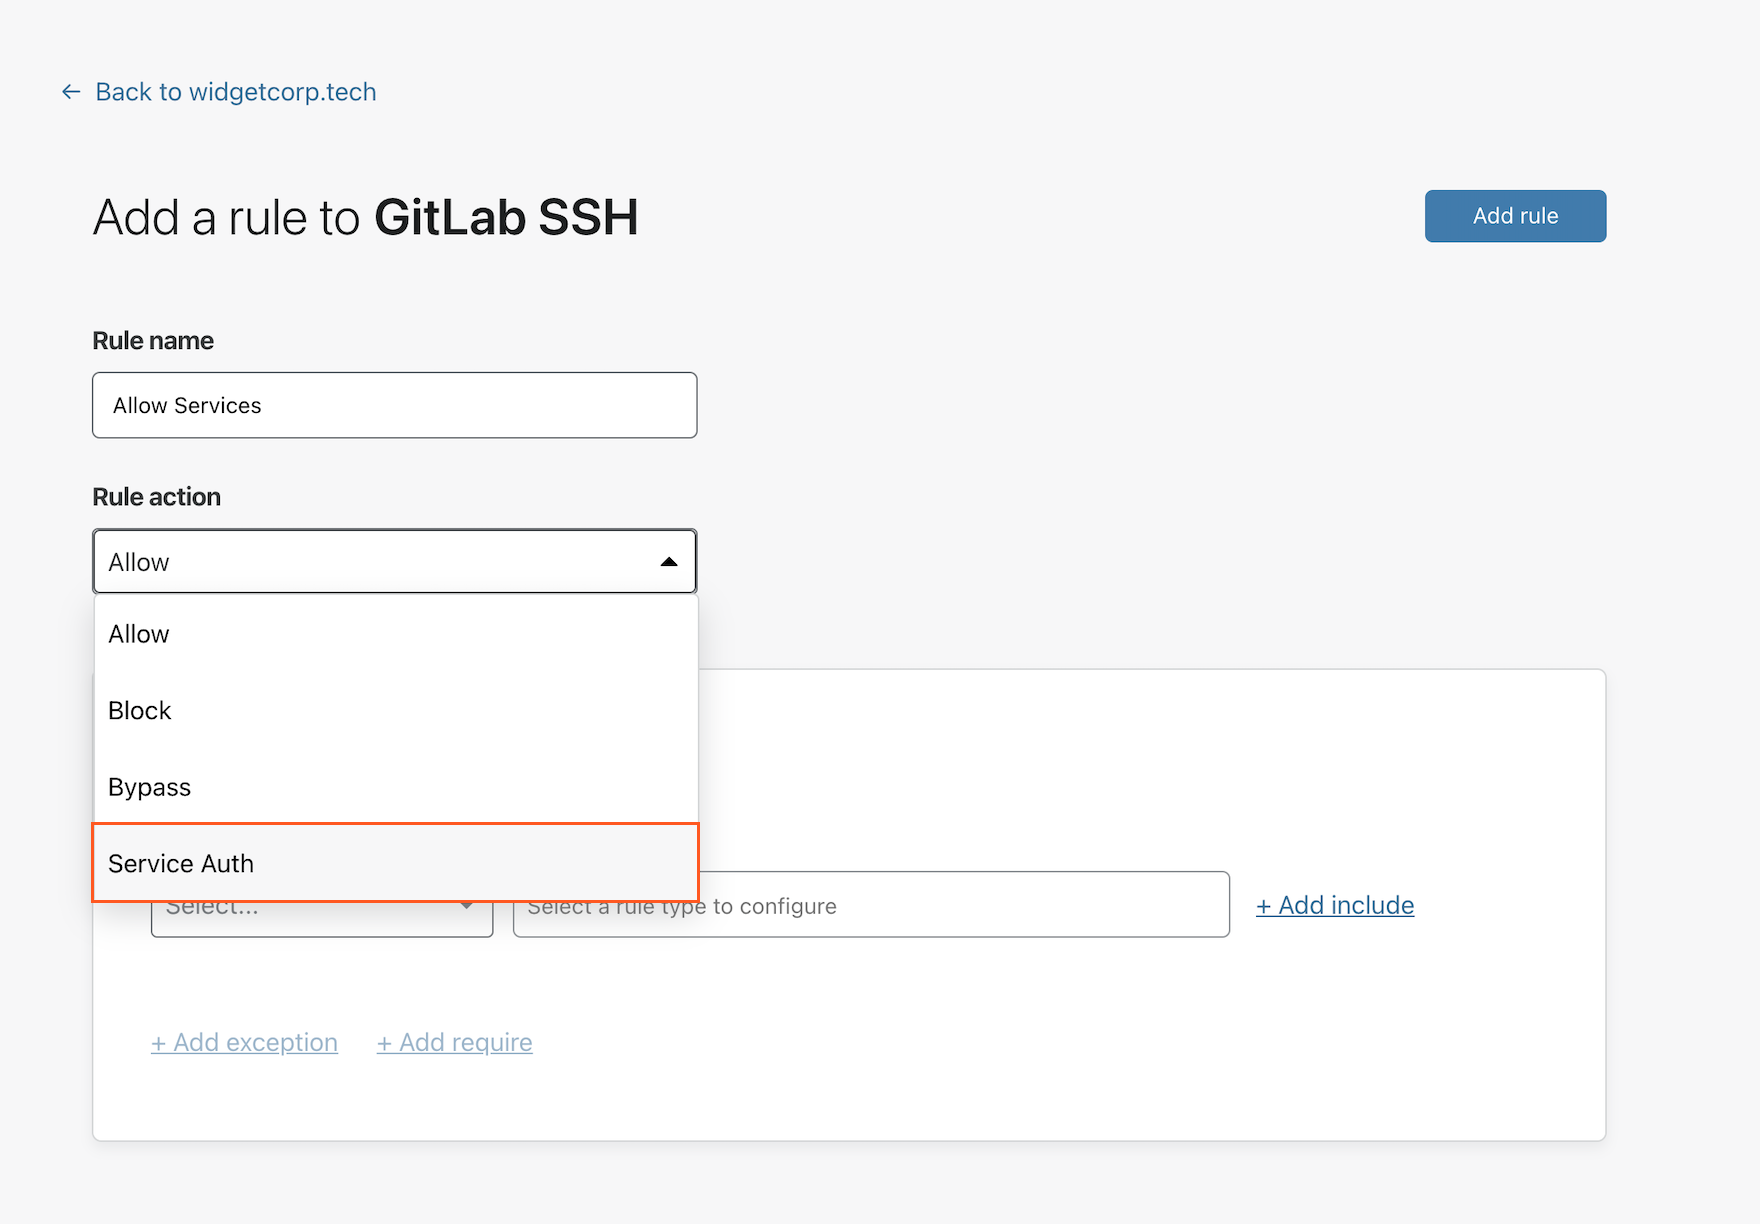 ← Back to widgetcorp.tech
Add a rule to GitLab SSH
Add rule
Rule name
Allow Services
Rule action
Allow
Allow
Block
Bypass
Service Auth
Select...
Select a rule type to configure
+ Add include
+ Add exception + Add require